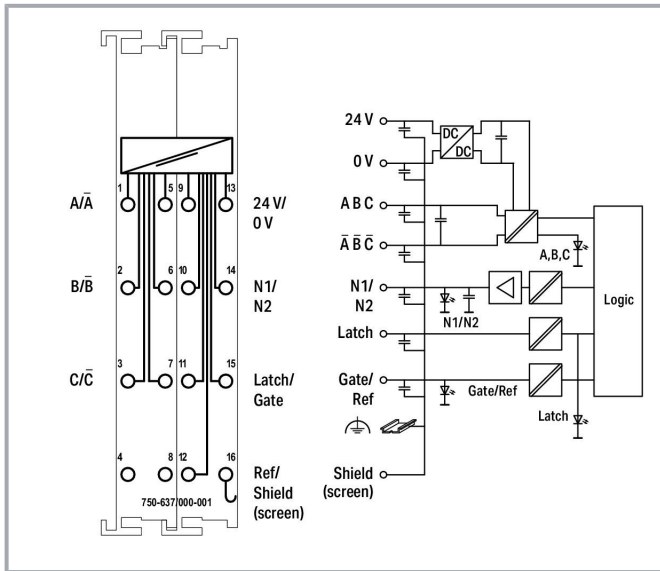 1
5
9
13
A/A̅
24 V/
0 V
2
6
10
14
B/B̅
N1/
N2
3
7
11
15
C/C̅
Latch/
Gate
4
8
12
16
Ref/
Shield
(screen)
750-637/000-001
24 V
DC
DC
0 V
A B C
A̅ B̅ C̅
A,B,C
N1/
N2
N1/N2
Logic
Latch
Gate/
Ref
Gate/Ref
Latch
Shield
(screen)